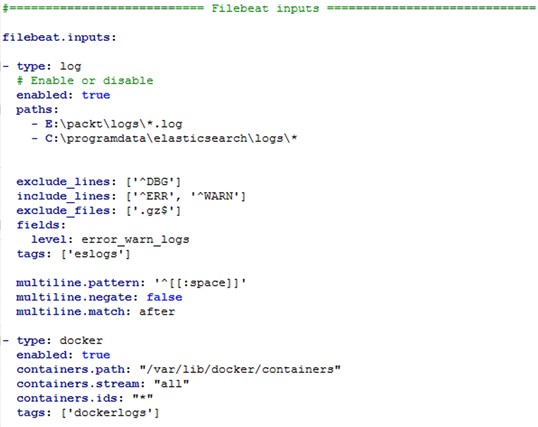 #=========================== Filebeat inputs =============================
filebeat.inputs:
- type: log
# Enable or disable
enabled: true
paths:
- E:\packt\logs\*.log
- C:\programdata\elasticsearch\logs\*
exclude_lines: ['^DBG']
include_lines: ['^ERR', '^WARN']
exclude_files: ['.gz$']
fields:
level: error_warn_logs
tags: ['eslogs']
multiline.pattern: '^[[:space]]'
multiline.negate: false
multiline.match: after
- type: docker
enabled: true
containers.path: "/var/lib/docker/containers"
containers.stream: "all"
containers.ids: "*"
tags: ['dockerlogs']